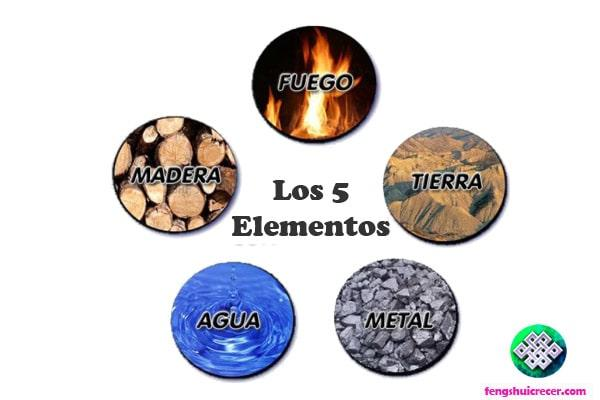 FUEGO
MADERA
TIERRA
Los 5
Elementos
AGUA
METAL
fengshuicrecer.com